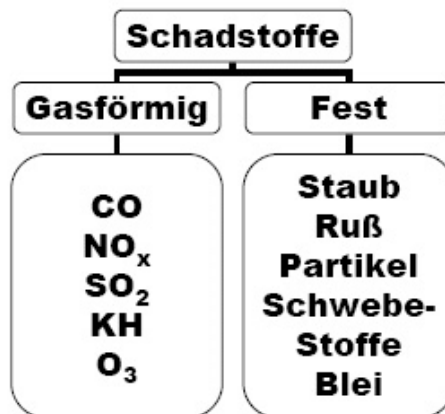 Schadstoffe
Gasförmig
Fest
CO
NOₓ
SO₂
KH
O₃
Staub
Ruß
Partikel
Schwebe-
Stoffe
Blei